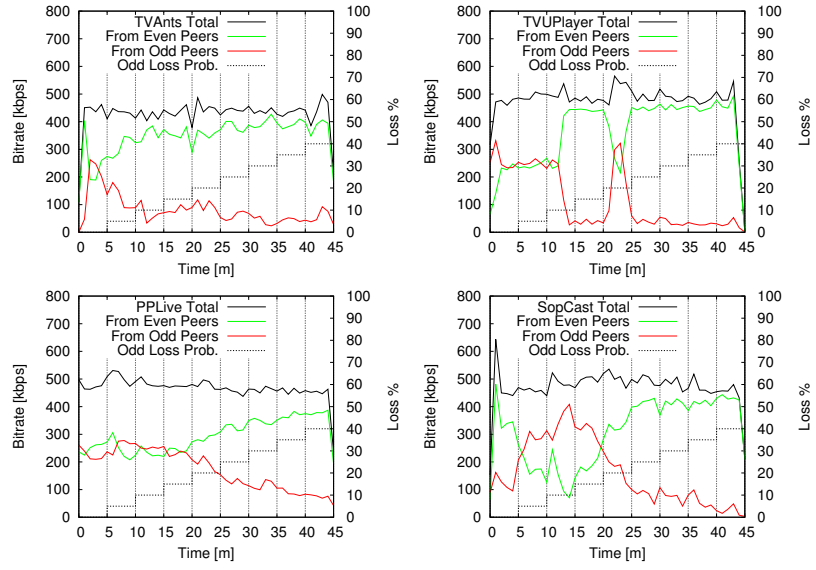 TVAnts Total
From Even Peers
From Odd Peers
Odd Loss Prob.
Bitrate [kbps]
0 100 200 300 400 500 600 700 800
Loss %
0 10 20 30 40 50 60 70 80 90 100
0 5 10 15 20 25 30 35 40 45
Time [m]
TVUPlayer Total
From Even Peers
From Odd Peers
Odd Loss Prob.
Bitrate [kbps]
0 100 200 300 400 500 600 700 800
Loss %
0 10 20 30 40 50 60 70 80 90 100
0 5 10 15 20 25 30 35 40 45
Time [m]
PPLive Total
From Even Peers
From Odd Peers
Odd Loss Prob.
Bitrate [kbps]
0 100 200 300 400 500 600 700 800
Loss %
0 10 20 30 40 50 60 70 80 90 100
0 5 10 15 20 25 30 35 40 45
Time [m]
SopCast Total
From Even Peers
From Odd Peers
Odd Loss Prob.
Bitrate [kbps]
0 100 200 300 400 500 600 700 800
Loss %
0 10 20 30 40 50 60 70 80 90 100
0 5 10 15 20 25 30 35 40 45
Time [m]